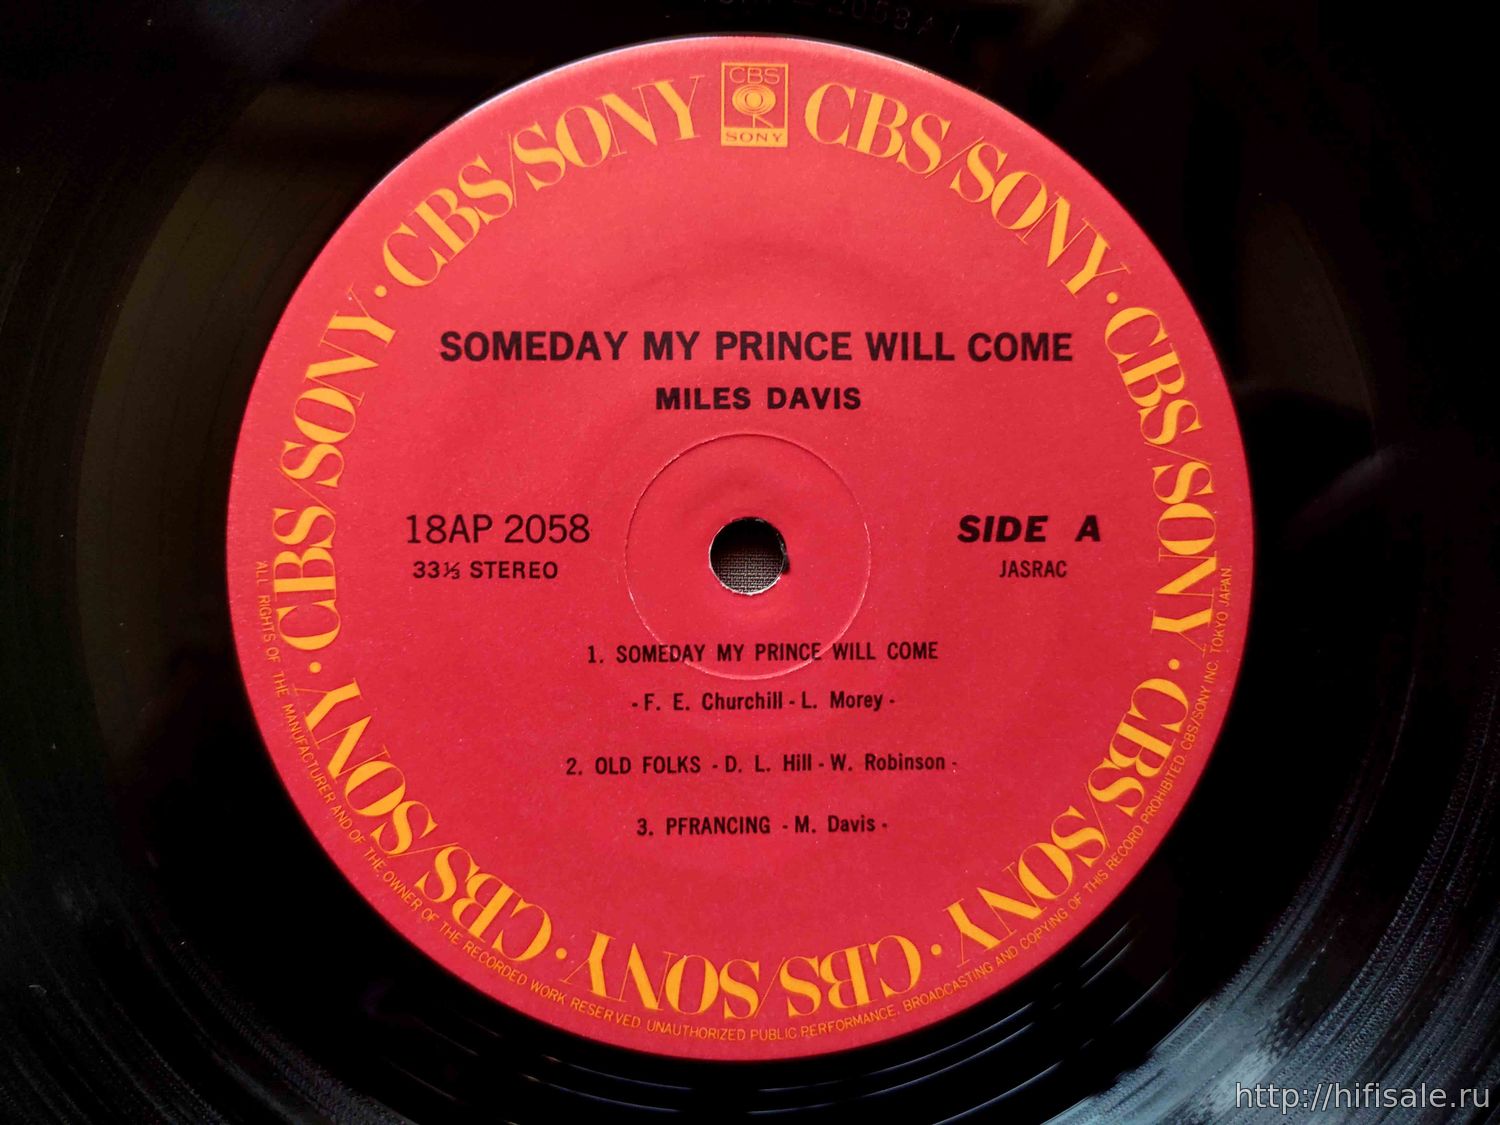 2058A1
CBS
SONY
CBS/SONY · CBS/SONY · CBS/SONY · CBS/SONY · CBS/SONY · CBS/SONY · CBS/SONY · CBS/SONY
SOMEDAY MY PRINCE WILL COME
MILES DAVIS
18AP 2058
SIDE A
33⅓ STEREO
JASRAC
1. SOMEDAY MY PRINCE WILL COME
- F. E. Churchill - L. Morey -
2. OLD FOLKS - D. L. Hill - W. Robinson -
3. PFRANCING - M. Davis -
ALL RIGHTS OF THE MANUFACTURER AND OF THE OWNER OF THE RECORDED WORK RESERVED. UNAUTHORIZED PUBLIC PERFORMANCE, BROADCASTING AND COPYING OF THIS RECORD PROHIBITED. CBS/SONY INC. TOKYO JAPAN.
http://hifisale.ru